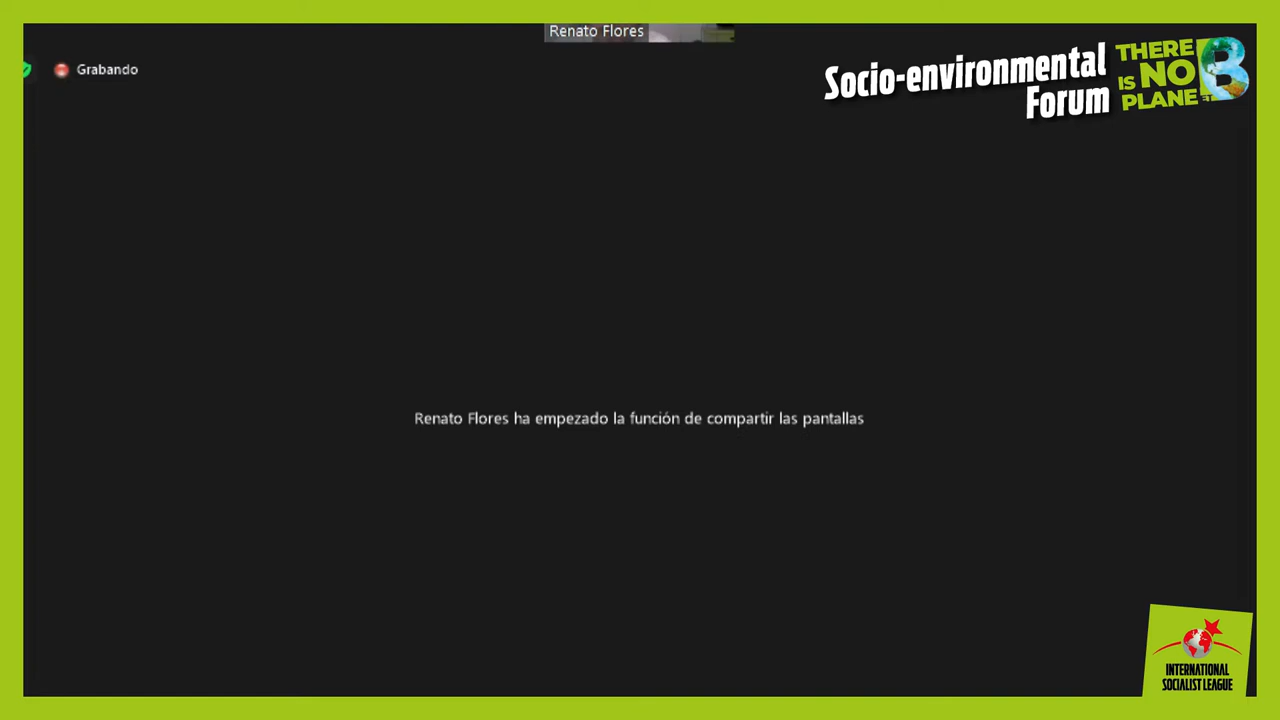 Renato Flores
Grabando
Socio-environmental
Forum
THERE
IS NO
PLANET B
Renato Flores ha empezado la función de compartir las pantallas
INTERNATIONAL
SOCIALIST LEAGUE